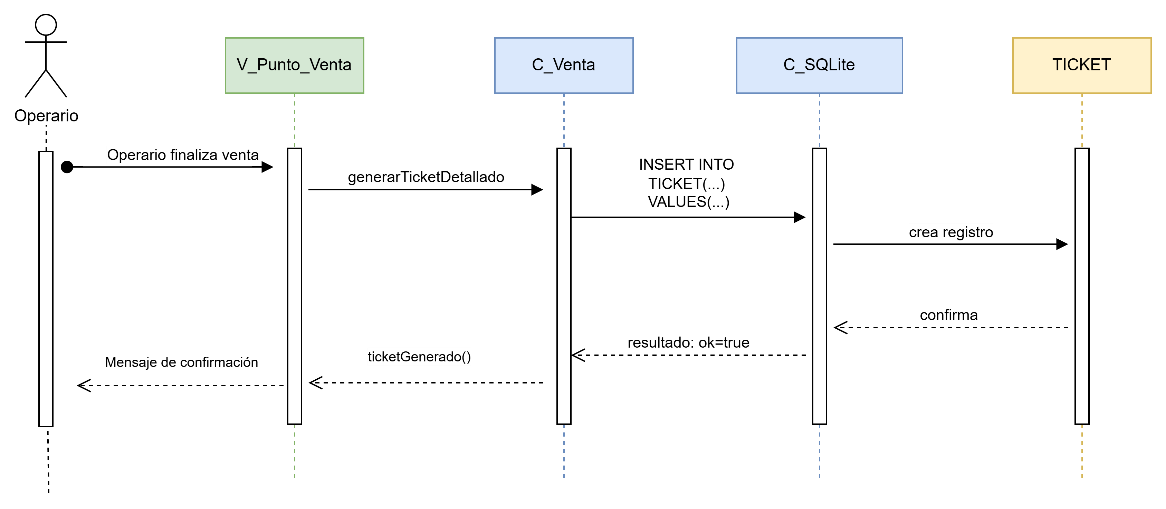 V_Punto_Venta
C_Venta
C_SQLite
TICKET
Operario
Operario finaliza venta
generarTicketDetallado
INSERT INTO
TICKET(...)
VALUES(...)
crea registro
confirma
resultado: ok=true
ticketGenerado()
Mensaje de confirmación